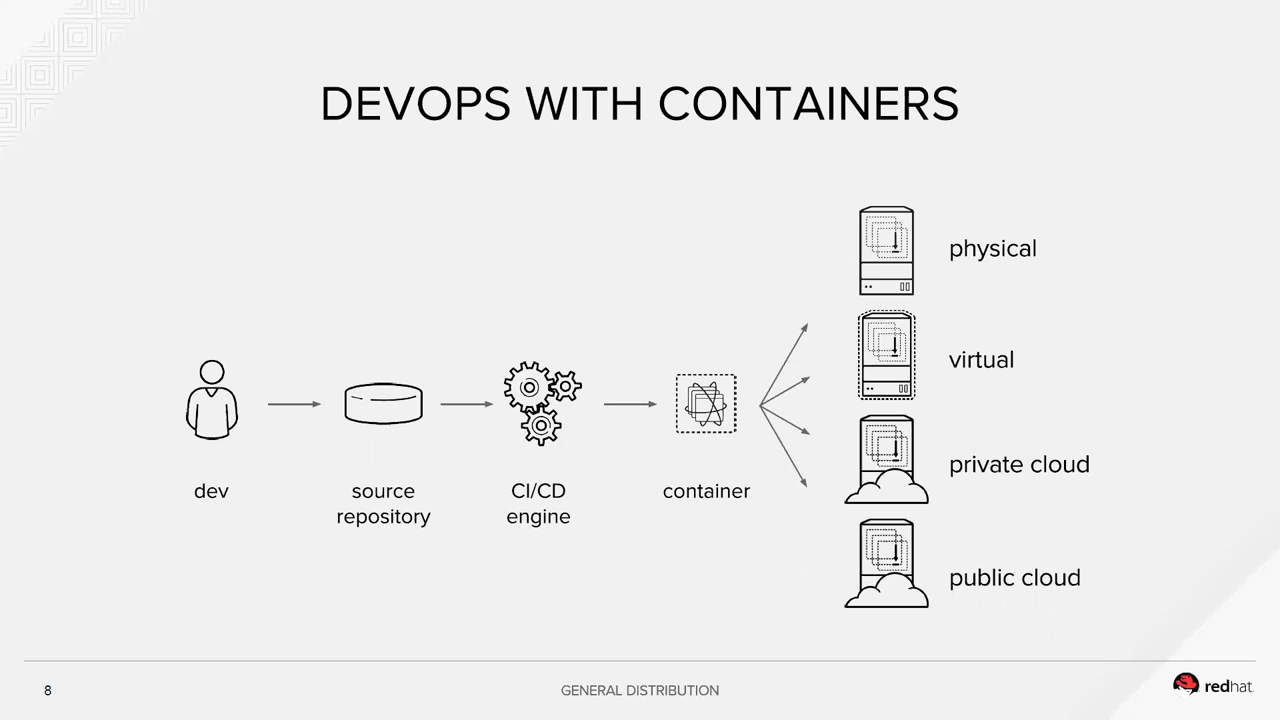 DEVOPS WITH CONTAINERS
physical
virtual
private cloud
public cloud
dev
source
repository
CI/CD
engine
container
8
GENERAL DISTRIBUTION
redhat.